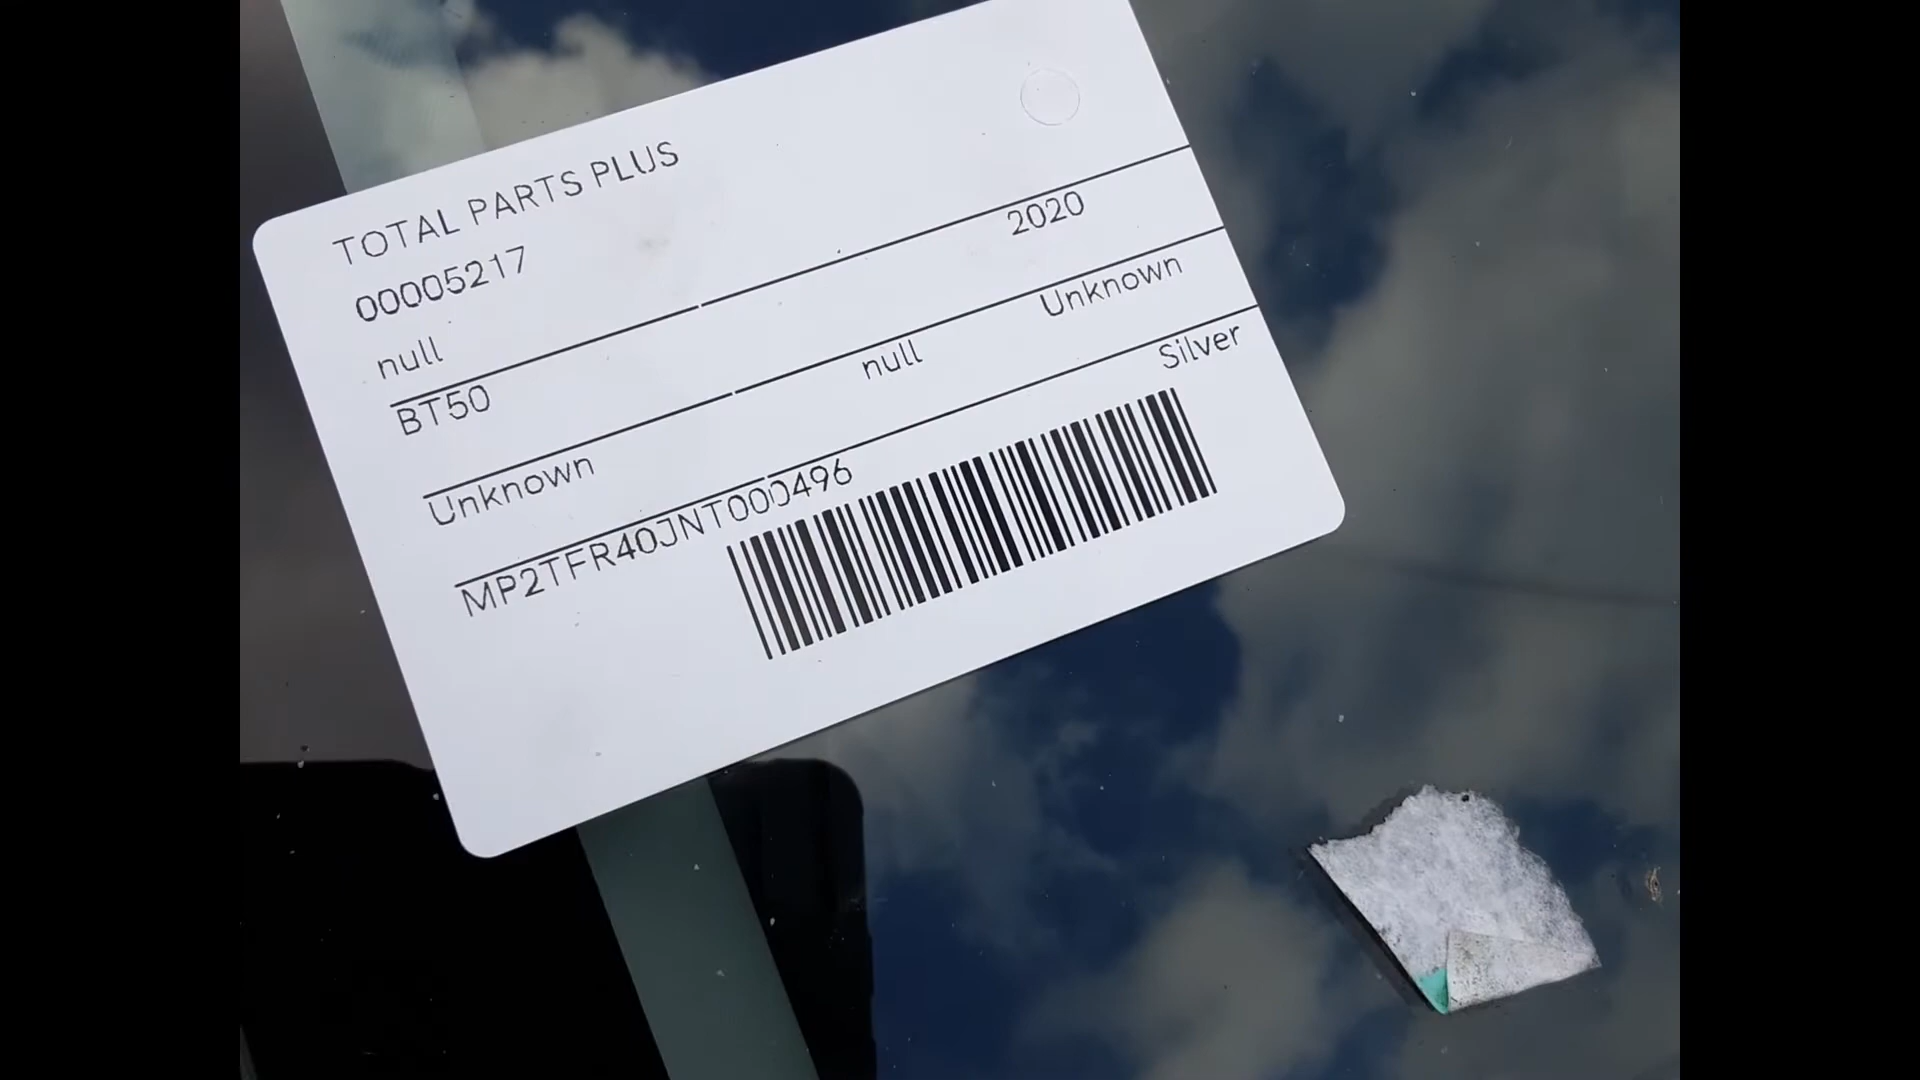 TOTAL PARTS PLUS
00005217
null
BT50 2020
Unknown null Unknown
MP2TFR40JNT000496 Silver